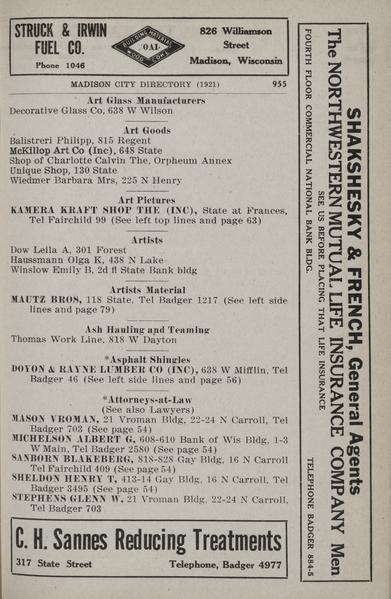 STRUCK & IRWIN
FUEL CO.
Phone 1046
BUILDING MATERIAL
COAL
WOOD COKE
826 Williamson
Street
Madison, Wisconsin
MADISON CITY DIRECTORY (1921) 955
Art Glass Manufacturers
Decorative Glass Co, 638 W Wilson
Art Goods
Balistreri Philipp, 815 Regent
McKillop Art Co (Inc), 648 State
Shop of Charlotte Calvin The, Orpheum Annex
Unique Shop, 130 State
Wiedmer Barbara Mrs, 225 N Henry
Art Pictures
KAMERA KRAFT SHOP THE (INC), State at Frances,
Tel Fairchild 99 (See left top lines and page 63)
Artists
Dow Leila A, 301 Forest
Haussmann Olga K, 438 N Lake
Winslow Emily B, 2d fl State Bank bldg
Artists Material
MAUTZ BROS, 118 State, Tel Badger 1217 (See left side
lines and page 79)
Ash Hauling and Teaming
Thomas Work Line, 818 W Dayton
*Asphalt Shingles
DOYON & RAYNE LUMBER CO (INC), 638 W Mifflin, Tel
Badger 46 (See left side lines and page 56)
*Attorneys-at-Law
(See also Lawyers)
MASON VROMAN, 21 Vroman Bldg, 22-24 N Carroll, Tel
Badger 703 (See page 54)
MICHELSON ALBERT G, 608-610 Bank of Wis Bldg, 1-3
W Main, Tel Badger 2580 (See page 54)
SANBORN BLAKEBERG, 818-828 Gay Bldg, 16 N Carroll
Tel Fairchild 409 (See page 54)
SHELDON HENRY T, 413-14 Gay Bldg, 16 N Carroll, Tel
Badger 3495 (See page 54)
STEPHENS GLENN W, 21 Vroman Bldg, 22-24 N Carroll,
Tel Badger 703
C. H. Sannes Reducing Treatments
317 State Street Telephone, Badger 4977
SHAKSHESKY & FRENCH, General Agents
The NORTHWESTERN MUTUAL LIFE INSURANCE COMPANY Men
SEE US BEFORE PLACING THAT LIFE INSURANCE
FOURTH FLOOR COMMERCIAL NATIONAL BANK BLDG. TELEPHONE BADGER 884-5